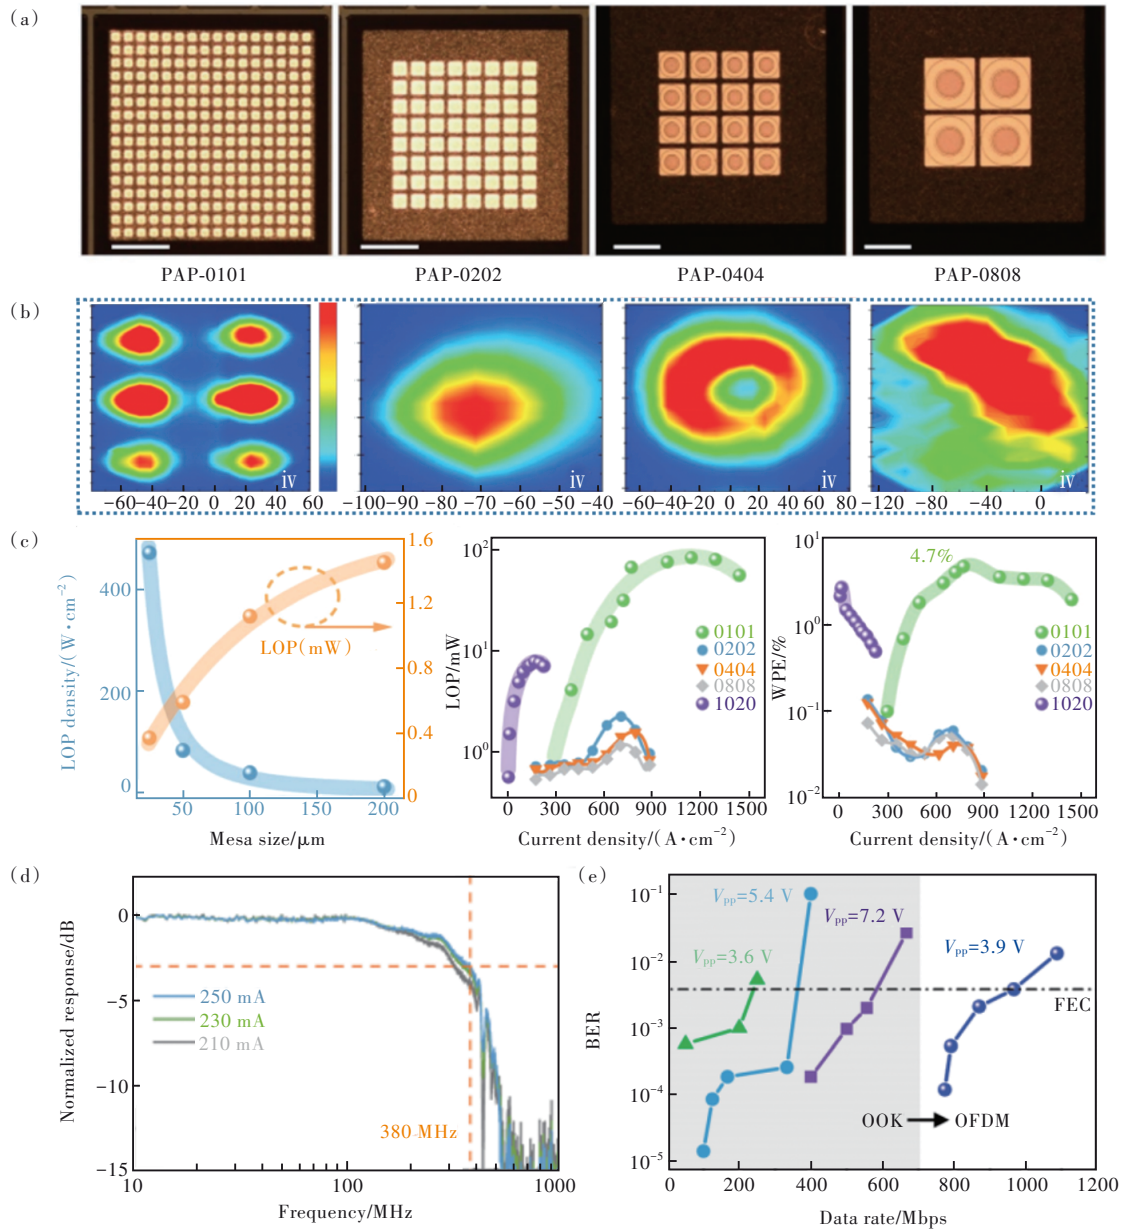 (a)
PAP-0101 PAP-0202 PAP-0404 PAP-0808
(b)
iv iv iv iv
−60 −40 −20 0 20 40 60 −100 −90 −80 −70 −60 −50 −40 −60 −40 −20 0 20 40 60 80 −120 −80 −40 0
(c)
LOP density/(W·cm⁻²)
400
200
0
50 100 150 200
Mesa size/μm
1.6
1.2
0.8
0.4
0
LOP(mW)
LOP/mW
10²
10¹
10⁰
0101
0202
0404
0808
1020
0 300 600 900 1200 1500
Current density/(A·cm⁻²)
WPE/%
10¹
10⁰
10⁻¹
10⁻²
4.7%
0101
0202
0404
0808
1020
0 300 600 900 1200 1500
Current density/(A·cm⁻²)
(d)
Normalized response/dB
0
−5
−10
−15
250 mA
230 mA
210 mA
380-MHz
10 100 1000
Frequency/MHz
(e)
BER
10⁻¹
10⁻²
10⁻³
10⁻⁴
10⁻⁵
Vpp=5.4 V
Vpp=7.2 V
Vpp=3.6 V
Vpp=3.9 V
FEC
OOK OFDM
0 200 400 600 800 1000 1200
Data rate/Mbps